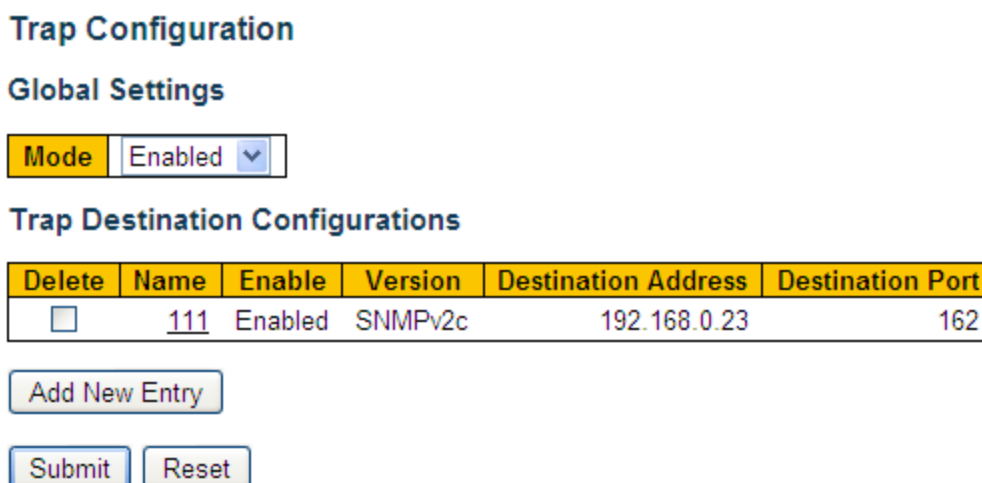 Trap Configuration
Global Settings
Mode Enabled
Trap Destination Configurations
Delete Name Enable Version Destination Address Destination Port
111 Enabled SNMPv2c 192.168.0.23 162
Add New Entry
Submit Reset